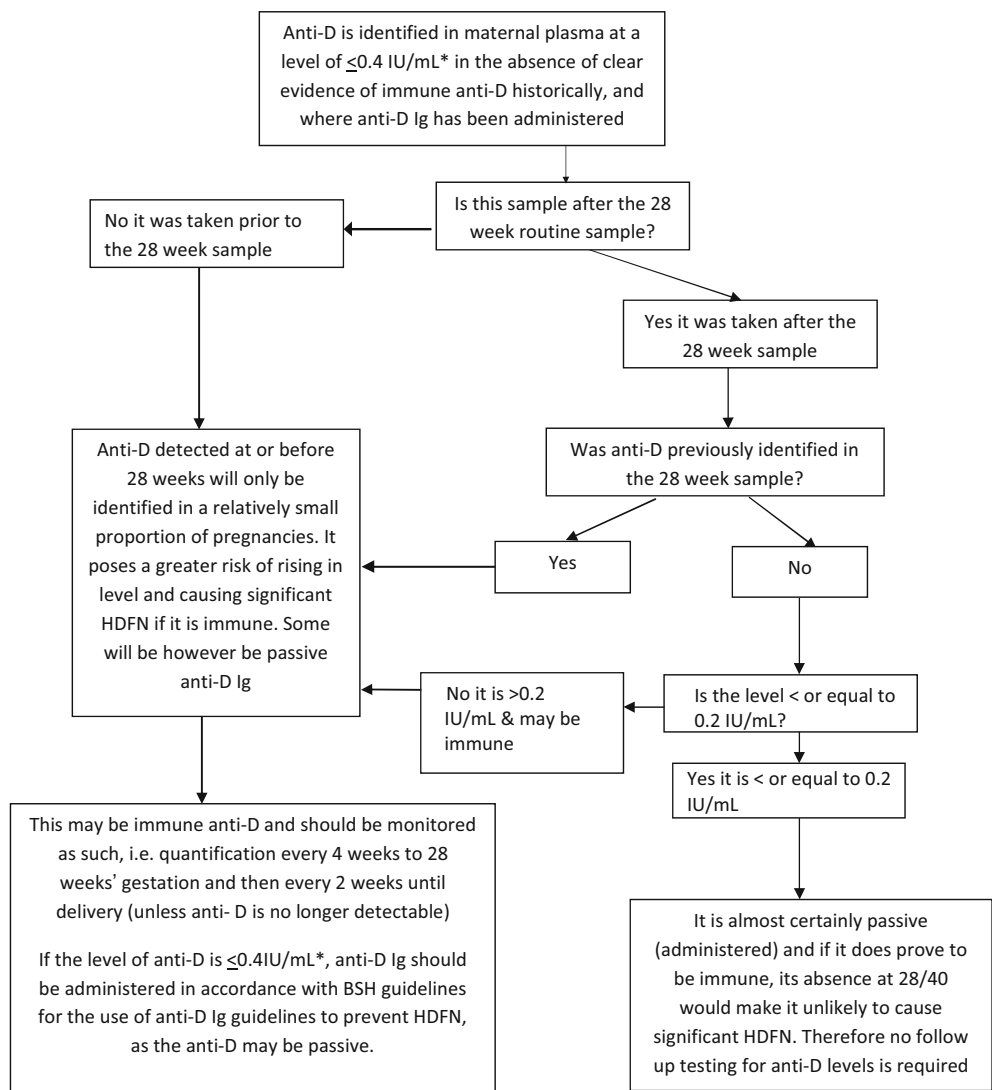 Anti-D is identified in maternal plasma at a
level of ≤0.4 IU/mL* in the absence of clear
evidence of immune anti-D historically, and
where anti-D Ig has been administered
Is this sample after the 28
week routine sample?
No it was taken prior to
the 28 week sample
Yes it was taken after the
28 week sample
Was anti-D previously identified in
the 28 week sample?
Yes
No
Anti-D detected at or before
28 weeks will only be
identified in a relatively small
proportion of pregnancies. It
poses a greater risk of rising in
level and causing significant
HDFN if it is immune. Some
will be however be passive
anti-D Ig
No it is >0.2
IU/mL & may be
immune
Is the level < or equal to
0.2 IU/mL?
Yes it is < or equal to 0.2
IU/mL
This may be immune anti-D and should be monitored
as such, i.e. quantification every 4 weeks to 28
weeks' gestation and then every 2 weeks until
delivery (unless anti- D is no longer detectable)
If the level of anti-D is ≤0.4IU/mL*, anti-D Ig should
be administered in accordance with BSH guidelines
for the use of anti-D Ig guidelines to prevent HDFN,
as the anti-D may be passive.
It is almost certainly passive
(administered) and if it does prove to
be immune, its absence at 28/40
would make it unlikely to cause
significant HDFN. Therefore no follow
up testing for anti-D levels is required